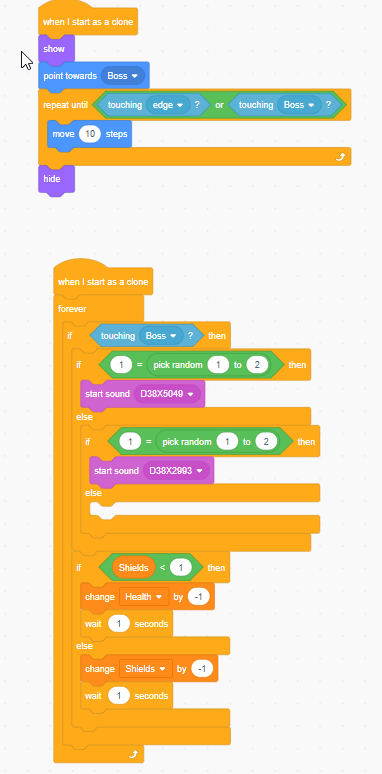 when I start as a clone
show
point towards Boss
repeat until touching edge ? or touching Boss ?
move 10 steps
hide
when I start as a clone
forever
if touching Boss ? then
if 1 = pick random 1 to 2 then
start sound D38X5049
else
if 1 = pick random 1 to 2 then
start sound D38X2993
else
if Shields < 1 then
change Health by -1
wait 1 seconds
else
change Shields by -1
wait 1 seconds